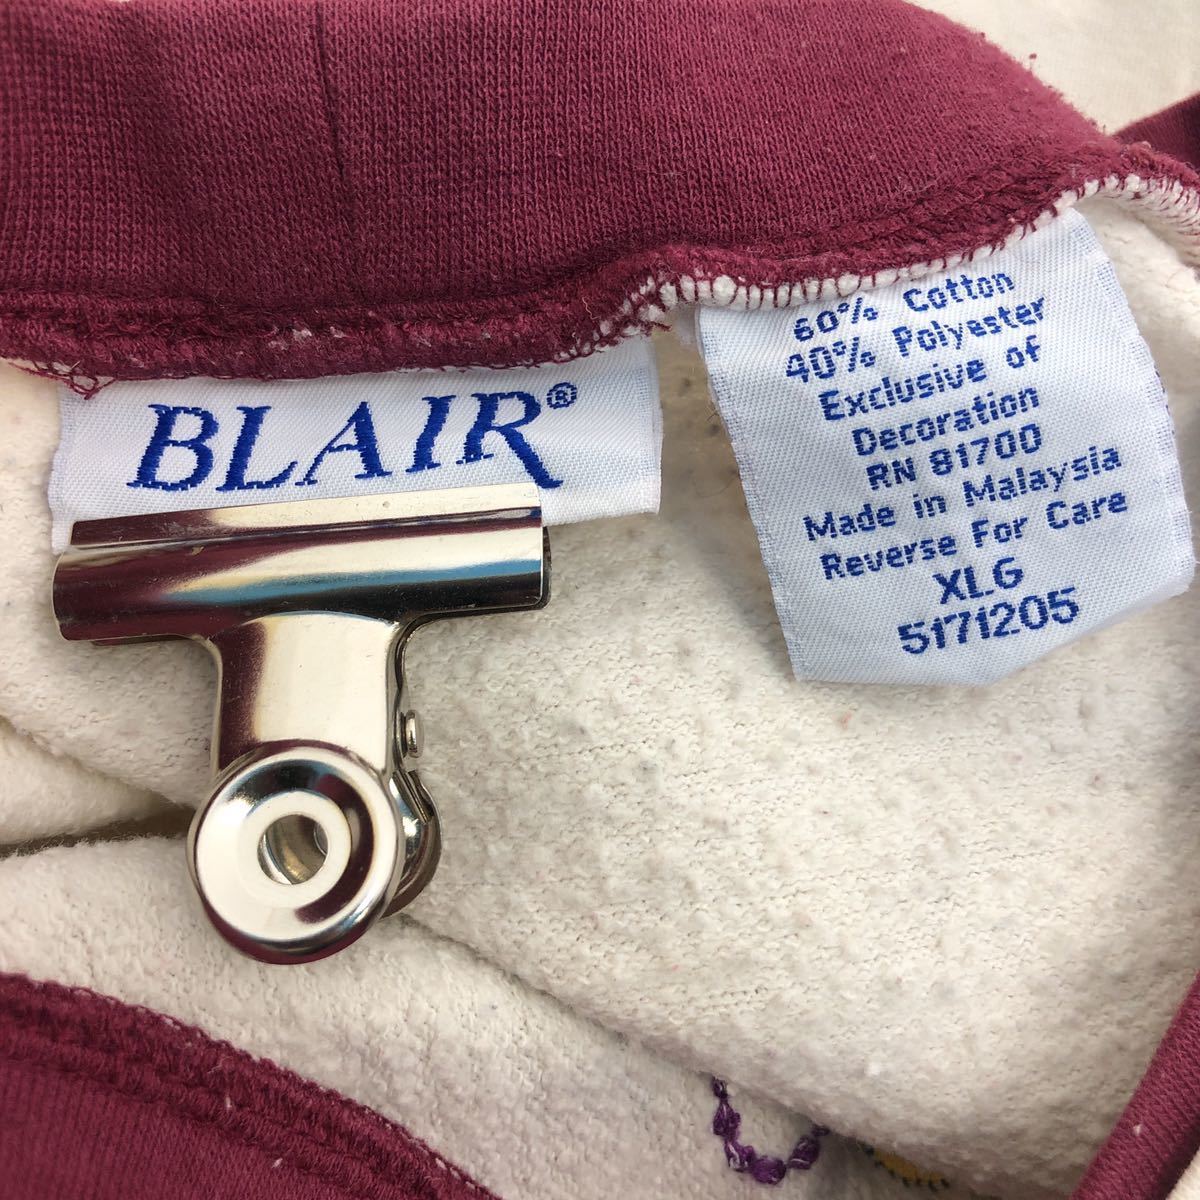 BLAIR®
60% Cotton
40% Polyester
Exclusive of
Decoration
RN 81700
Made in Malaysia
Reverse For Care
XLG
5171205